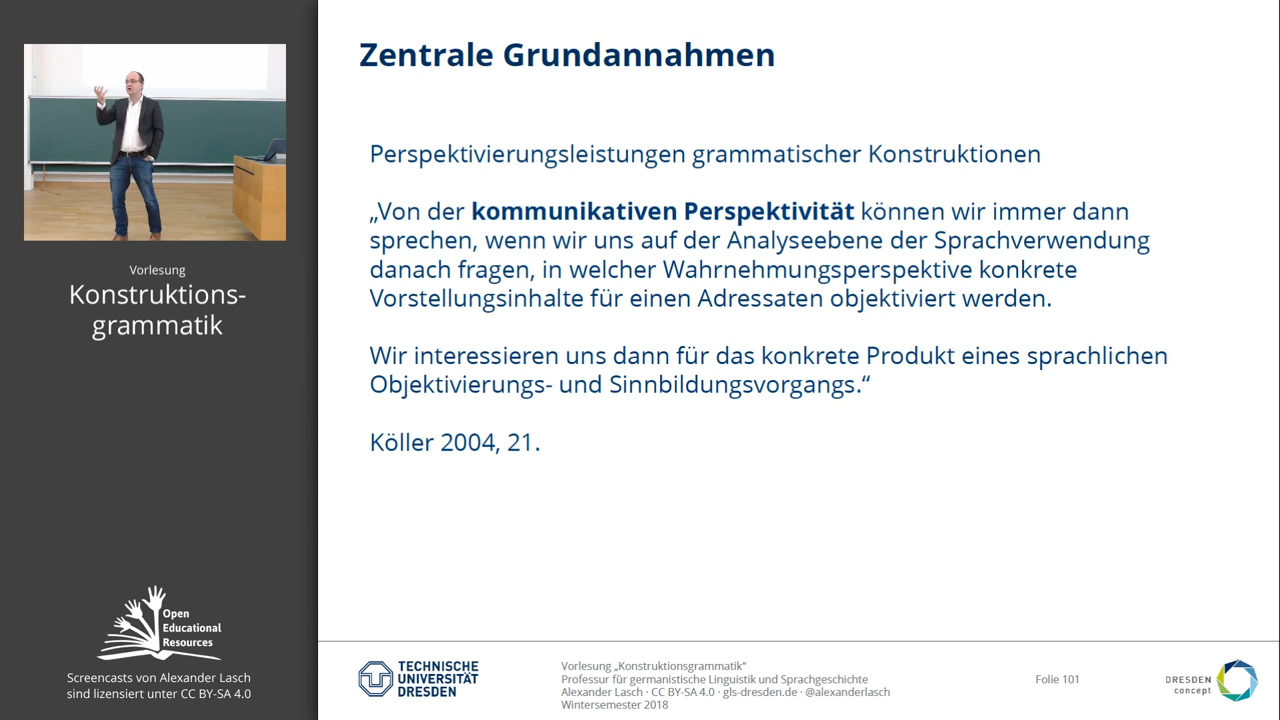 Vorlesung
Konstruktions-
grammatik
Open
Educational
Resources
Screencasts von Alexander Lasch
sind lizensiert unter CC BY-SA 4.0
Zentrale Grundannahmen
Perspektivierungsleistungen grammatischer Konstruktionen
„Von der kommunikativen Perspektivität können wir immer dann
sprechen, wenn wir uns auf der Analyseebene der Sprachverwendung
danach fragen, in welcher Wahrnehmungsperspektive konkrete
Vorstellungsinhalte für einen Adressaten objektiviert werden.
Wir interessieren uns dann für das konkrete Produkt eines sprachlichen
Objektivierungs- und Sinnbildungsvorgangs.“
Köller 2004, 21.
TECHNISCHE
UNIVERSITÄT
DRESDEN
Vorlesung „Konstruktionsgrammatik“
Professur für germanistische Linguistik und Sprachgeschichte
Alexander Lasch · CC BY-SA 4.0 · gls-dresden.de · @alexanderlasch
Wintersemester 2018
Folie 101
DRESDEN
concept